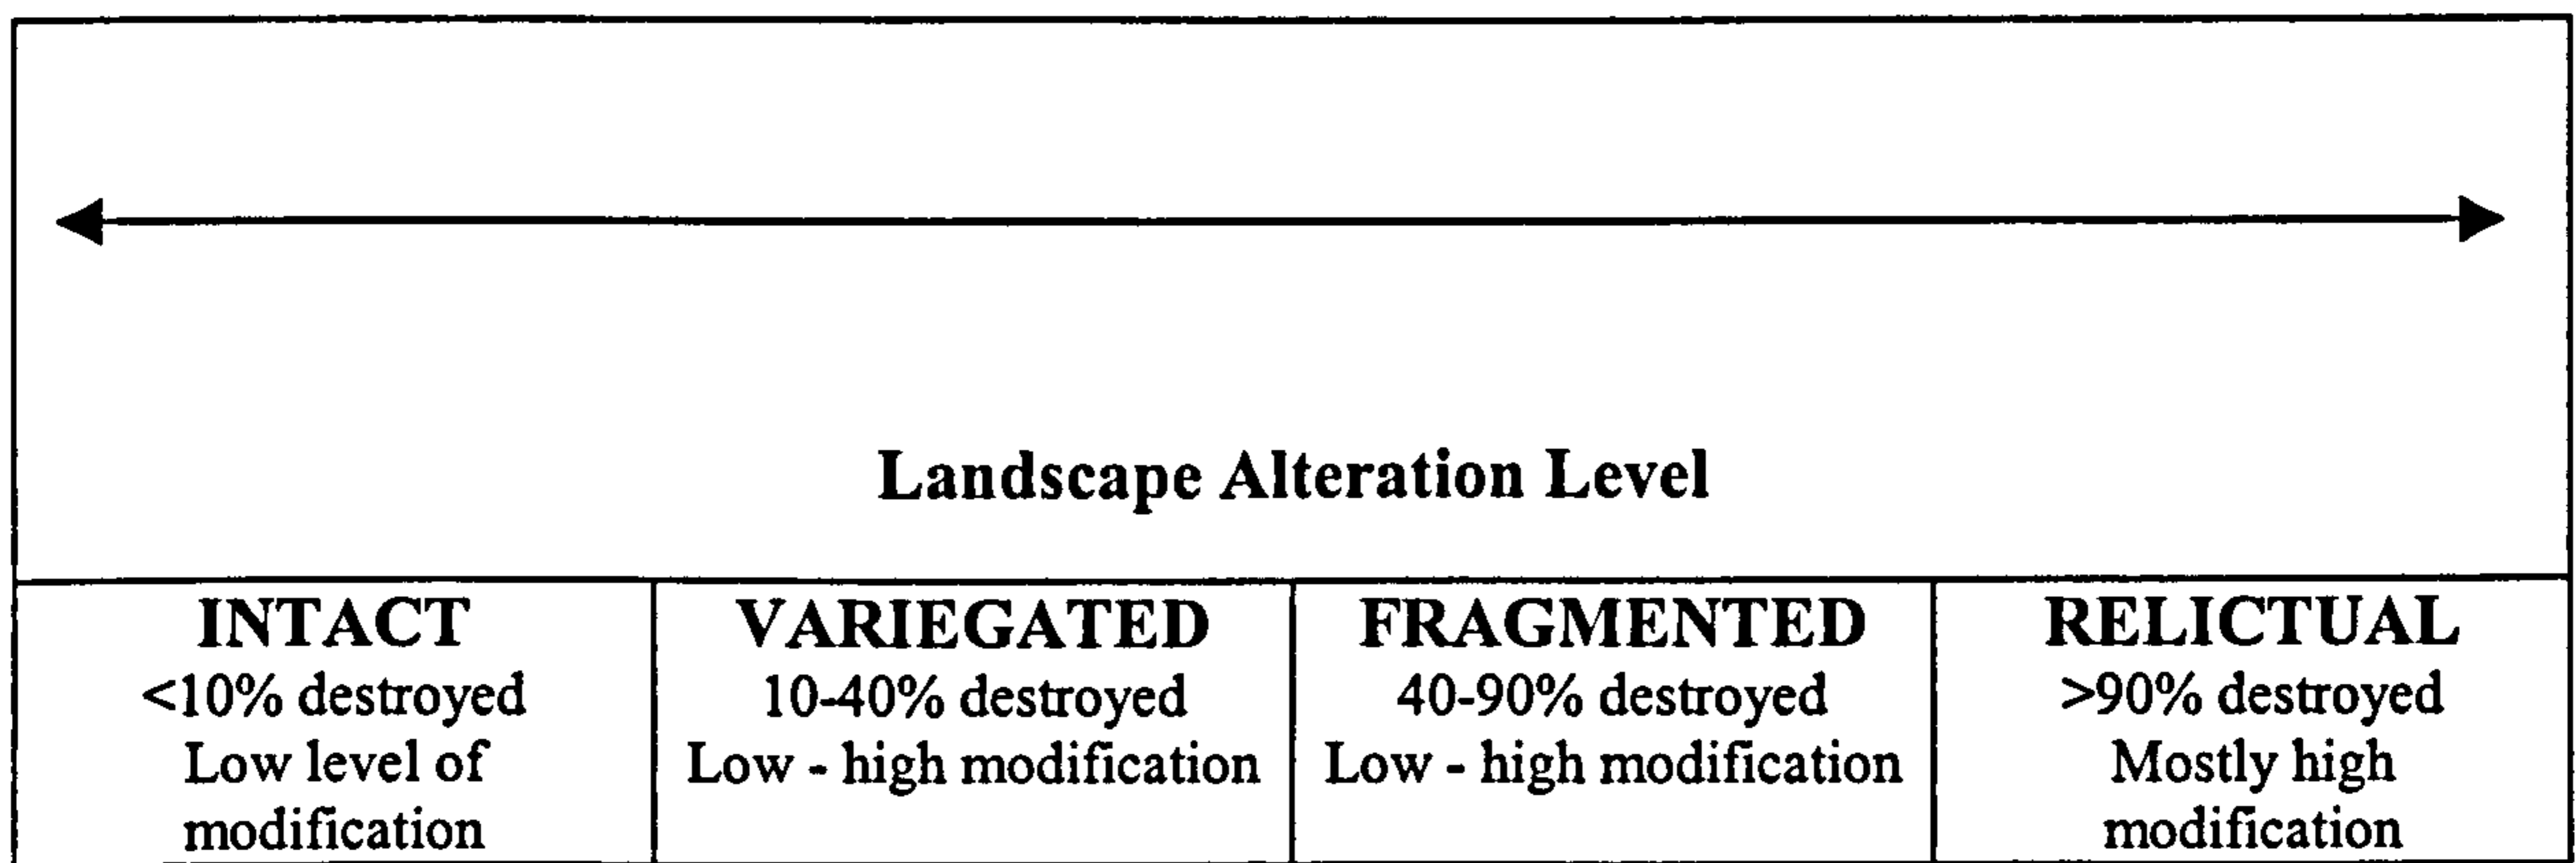 Landscape Alteration Level
INTACT
<10% destroyed
Low level of
modification
VARIEGATED
10-40% destroyed
Low - high modification
FRAGMENTED
40-90% destroyed
Low - high modification
RELICTUAL
>90% destroyed
Mostly high
modification